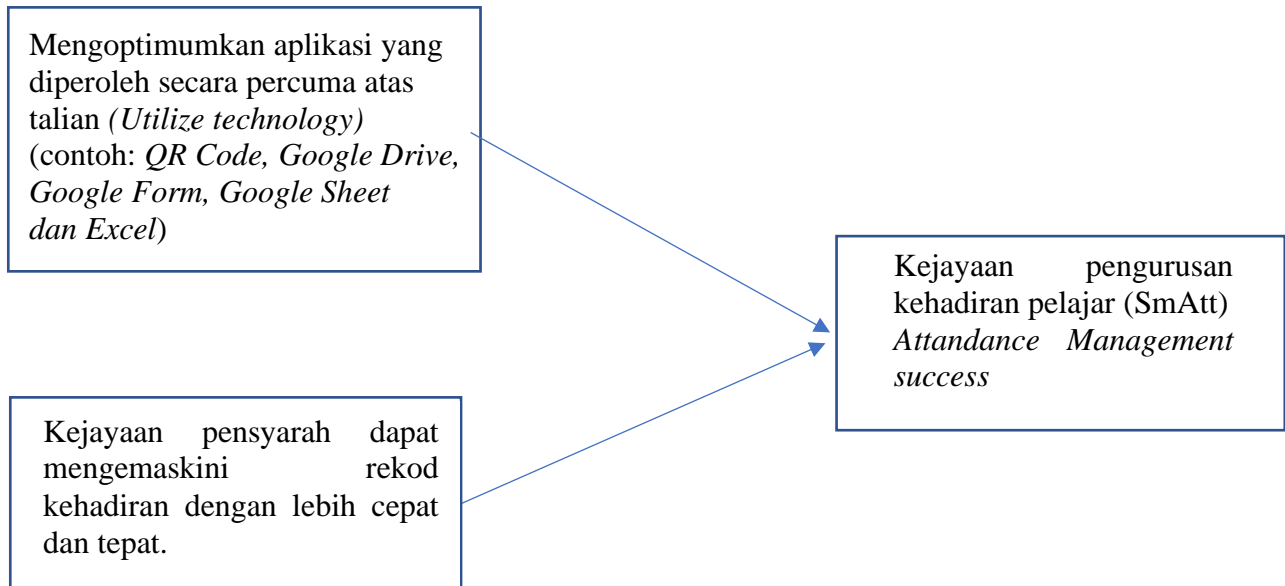 Mengoptimumkan aplikasi yang
diperoleh secara percuma atas
talian (Utilize technology)
(contoh: QR Code, Google Drive,
Google Form, Google Sheet
dan Excel)
Kejayaan pengurusan
kehadiran pelajar (SmAtt)
Attandance Management
success
Kejayaan pensyarah dapat
mengemaskini rekod
kehadiran dengan lebih cepat
dan tepat.